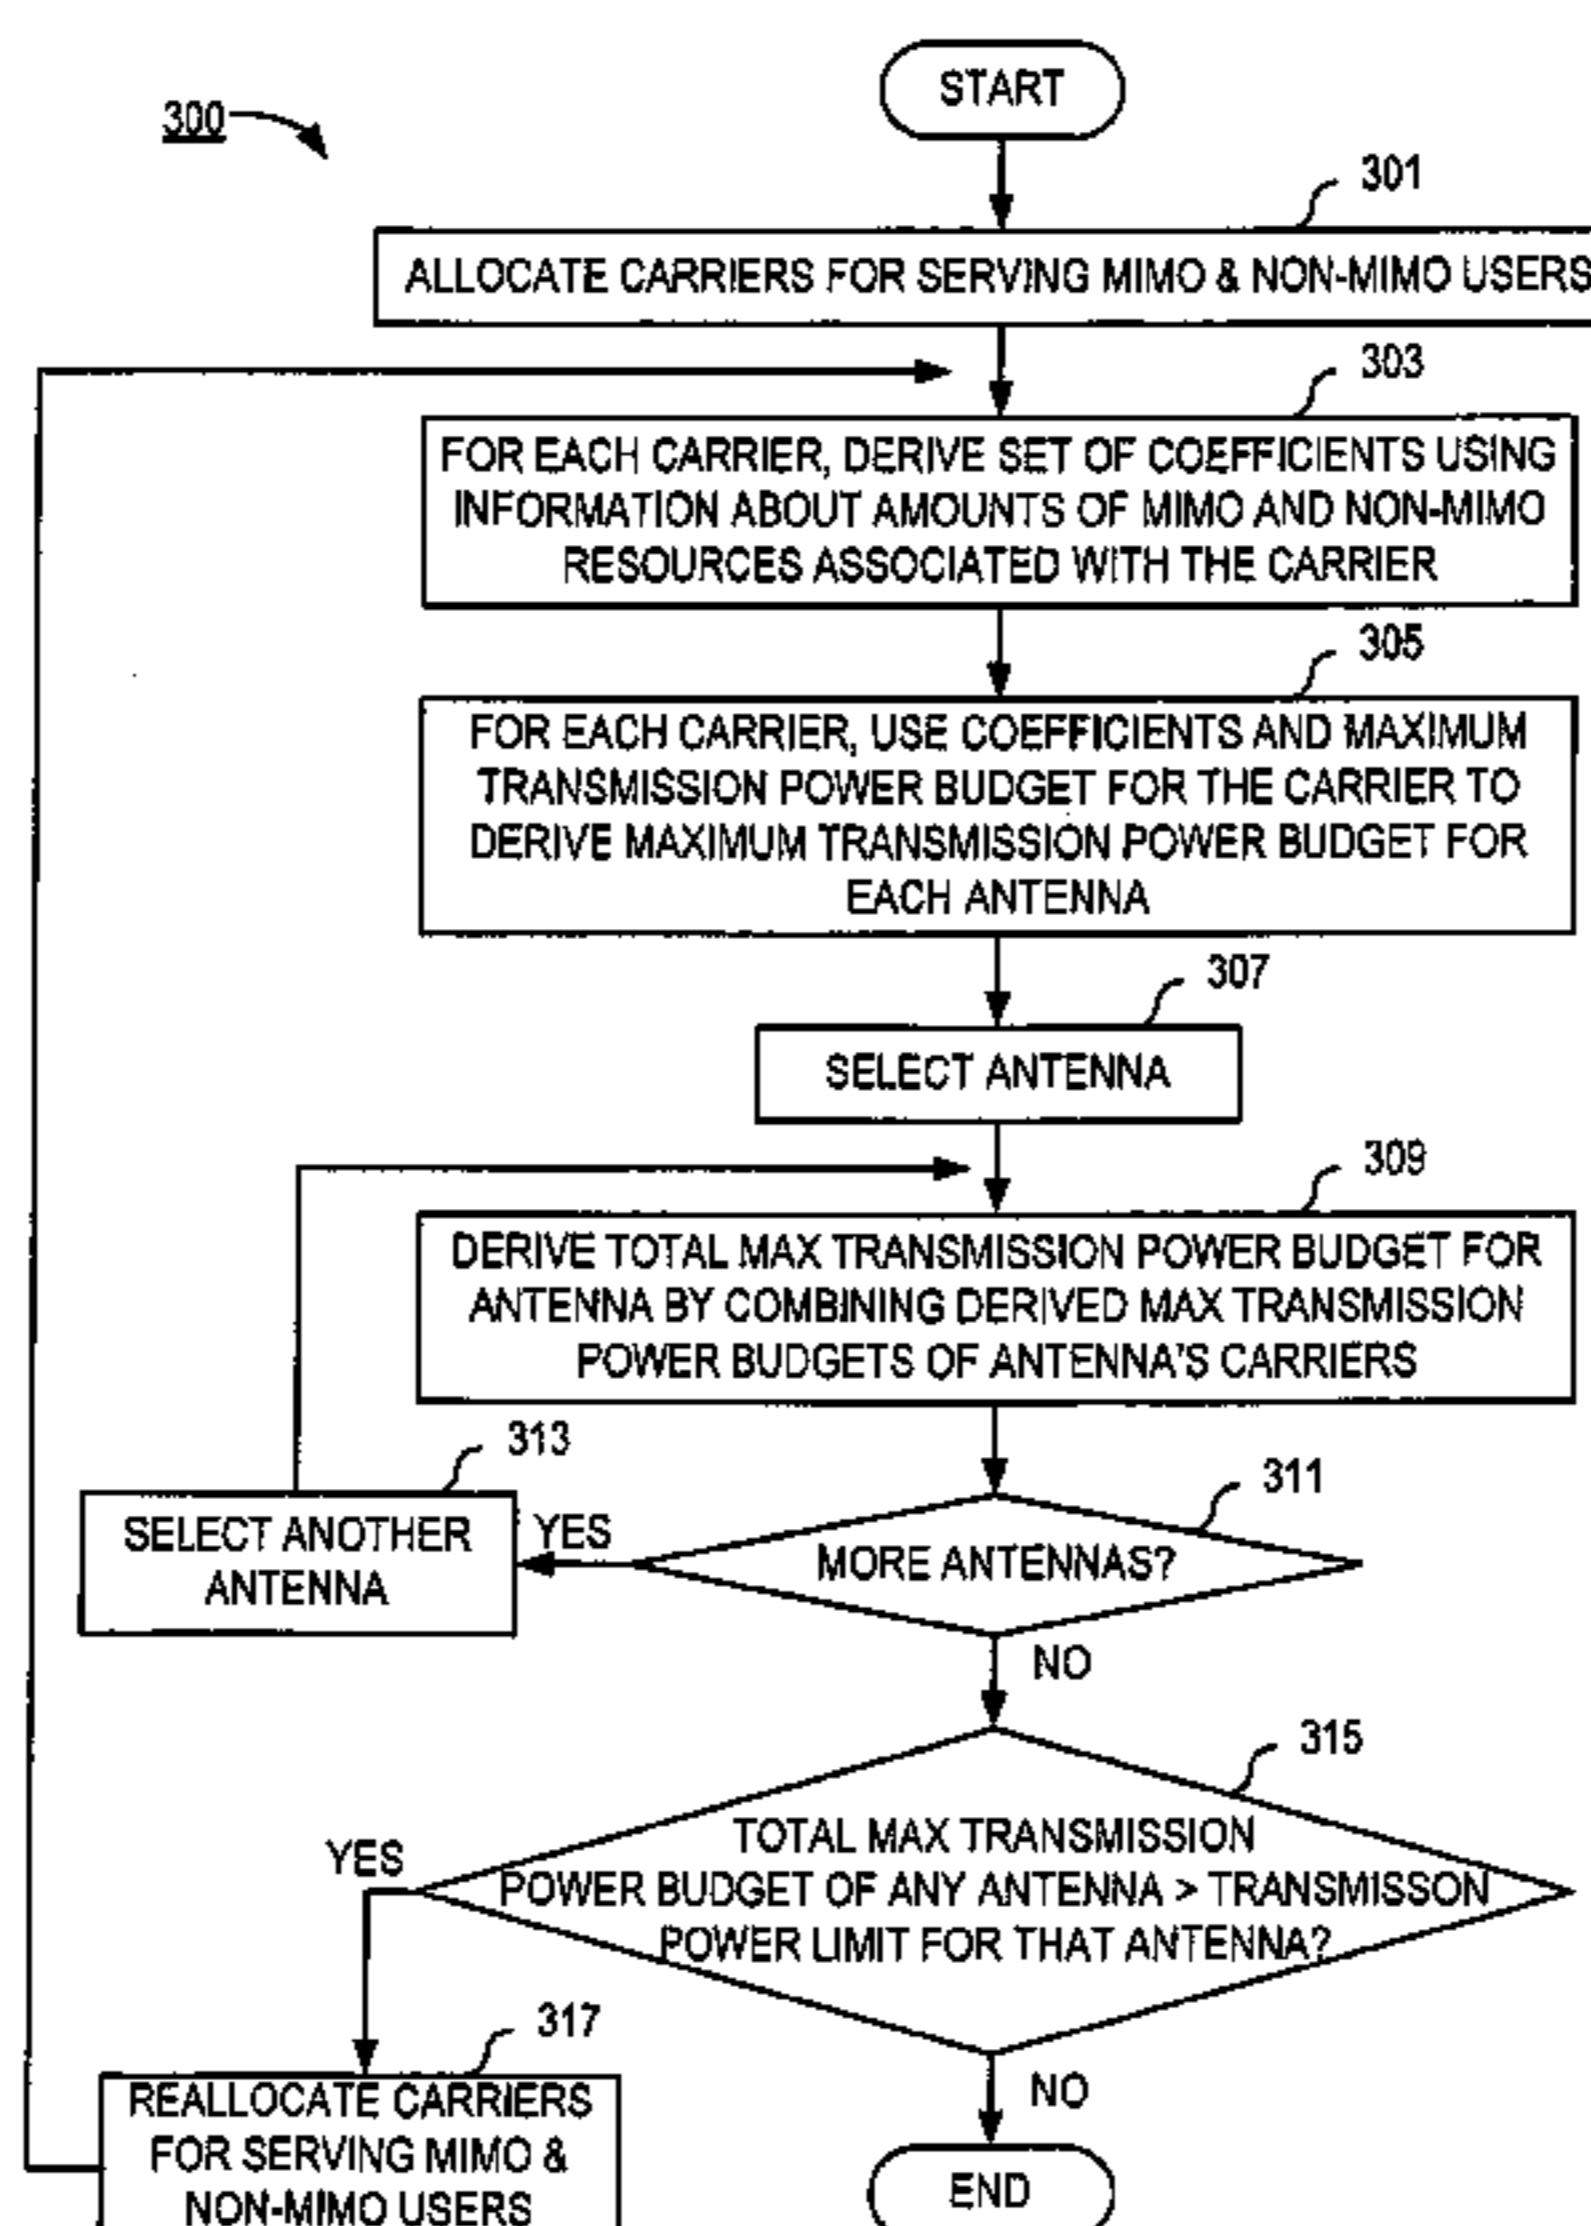 START
300
301
ALLOCATE CARRIERS FOR SERVING MIMO & NON-MIMO USERS
303
FOR EACH CARRIER, DERIVE SET OF COEFFICIENTS USING
INFORMATION ABOUT AMOUNTS OF MIMO AND NON-MIMO
RESOURCES ASSOCIATED WITH THE CARRIER
305
FOR EACH CARRIER, USE COEFFICIENTS AND MAXIMUM
TRANSMISSION POWER BUDGET FOR THE CARRIER TO
DERIVE MAXIMUM TRANSMISSION POWER BUDGET FOR
EACH ANTENNA
307
SELECT ANTENNA
309
DERIVE TOTAL MAX TRANSMISSION POWER BUDGET FOR
ANTENNA BY COMBINING DERIVED MAX TRANSMISSION
POWER BUDGETS OF ANTENNA'S CARRIERS
313
311
SELECT ANOTHER
ANTENNA
YES
MORE ANTENNAS?
NO
315
TOTAL MAX TRANSMISSION
POWER BUDGET OF ANY ANTENNA > TRANSMISSON
POWER LIMIT FOR THAT ANTENNA?
YES
317
REALLOCATE CARRIERS
FOR SERVING MIMO &
NON-MIMO USERS
NO
END